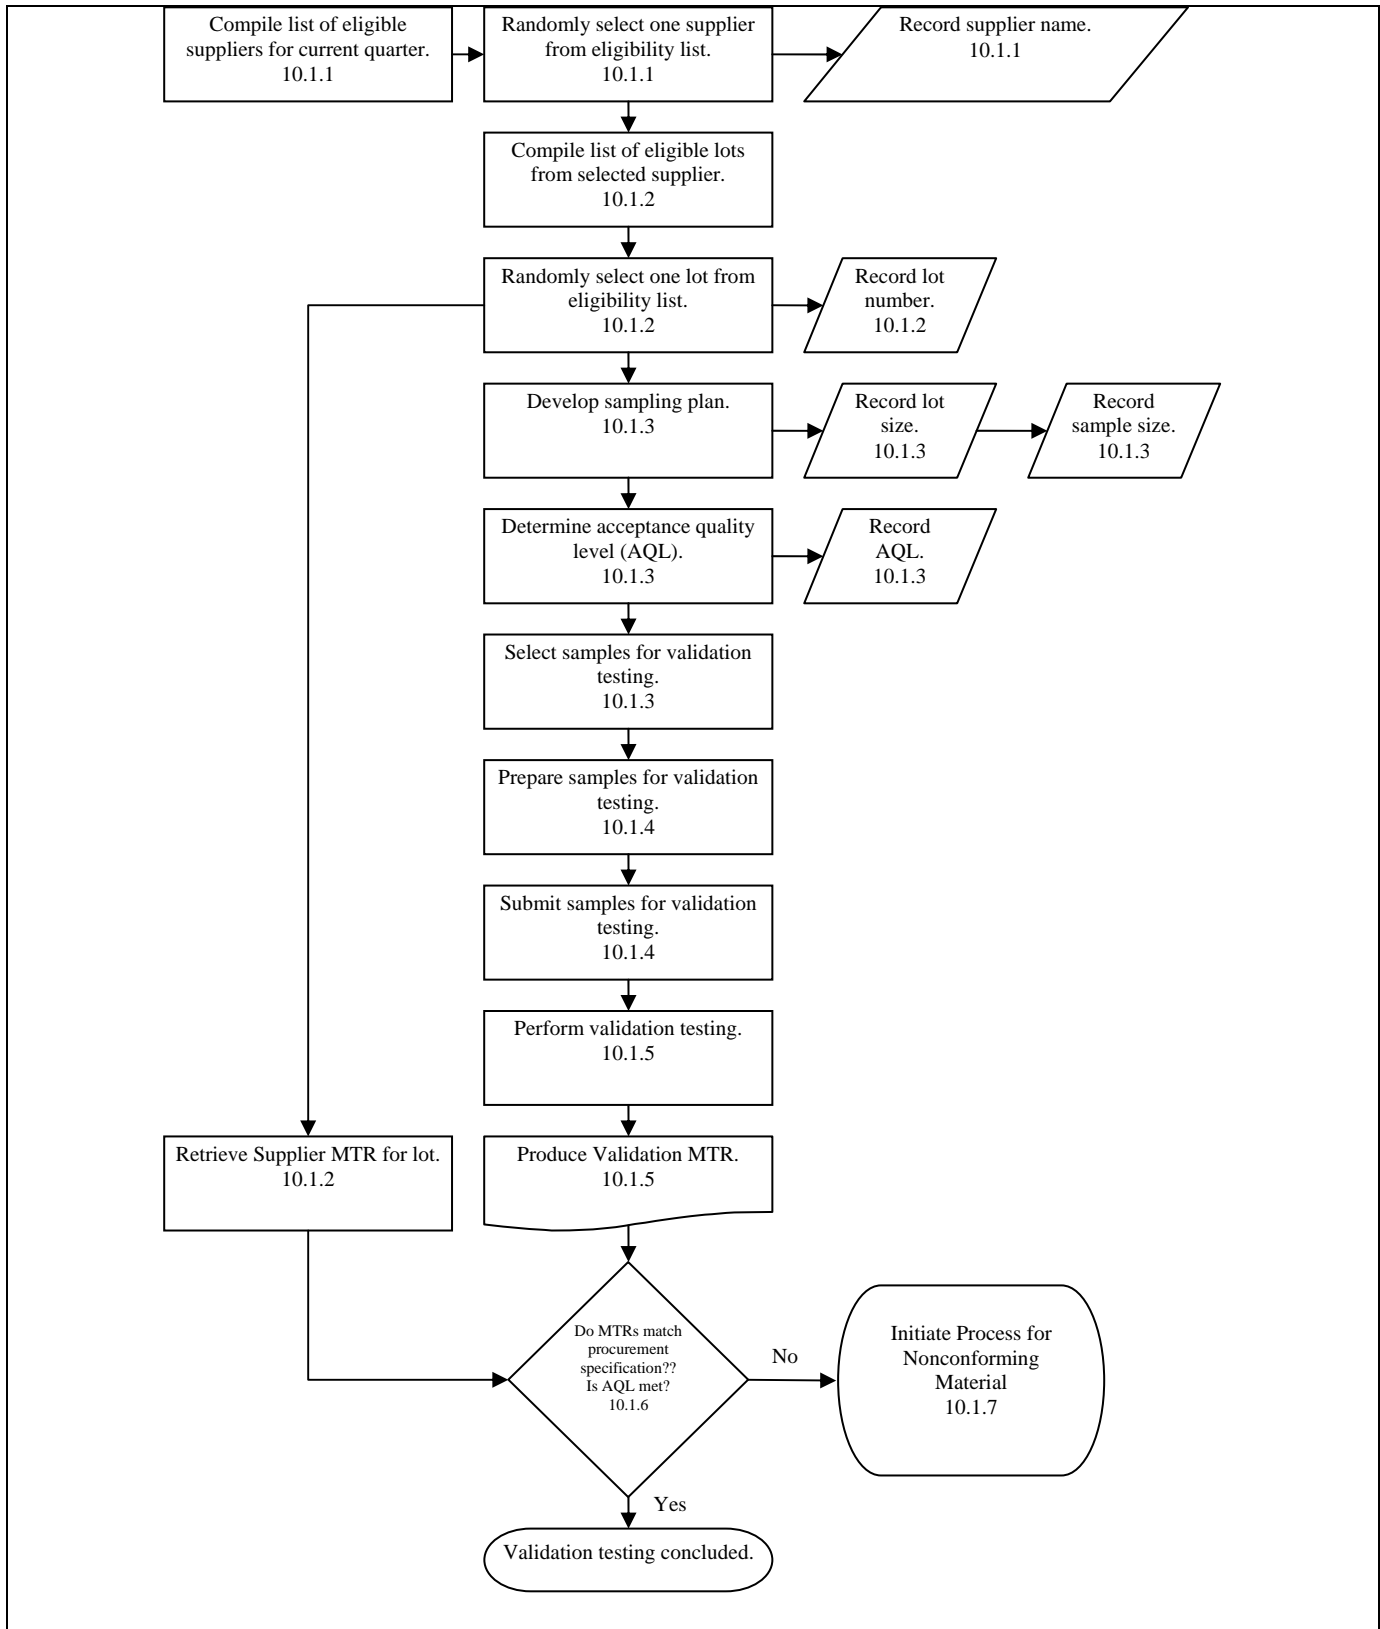 Compile list of eligible
suppliers for current quarter.
10.1.1
Randomly select one supplier
from eligibility list.
10.1.1
Record supplier name.
10.1.1
Compile list of eligible lots
from selected supplier.
10.1.2
Randomly select one lot from
eligibility list.
10.1.2
Record lot
number.
10.1.2
Develop sampling plan.
10.1.3
Record lot
size.
10.1.3
Record
sample size.
10.1.3
Determine acceptance quality
level (AQL).
10.1.3
Record
AQL.
10.1.3
Select samples for validation
testing.
10.1.3
Prepare samples for validation
testing.
10.1.4
Submit samples for validation
testing.
10.1.4
Perform validation testing.
10.1.5
Retrieve Supplier MTR for lot.
10.1.2
Produce Validation MTR.
10.1.5
Do MTRs match
procurement
specification??
Is AQL met?
10.1.6
No
Initiate Process for
Nonconforming
Material
10.1.7
Yes
Validation testing concluded.